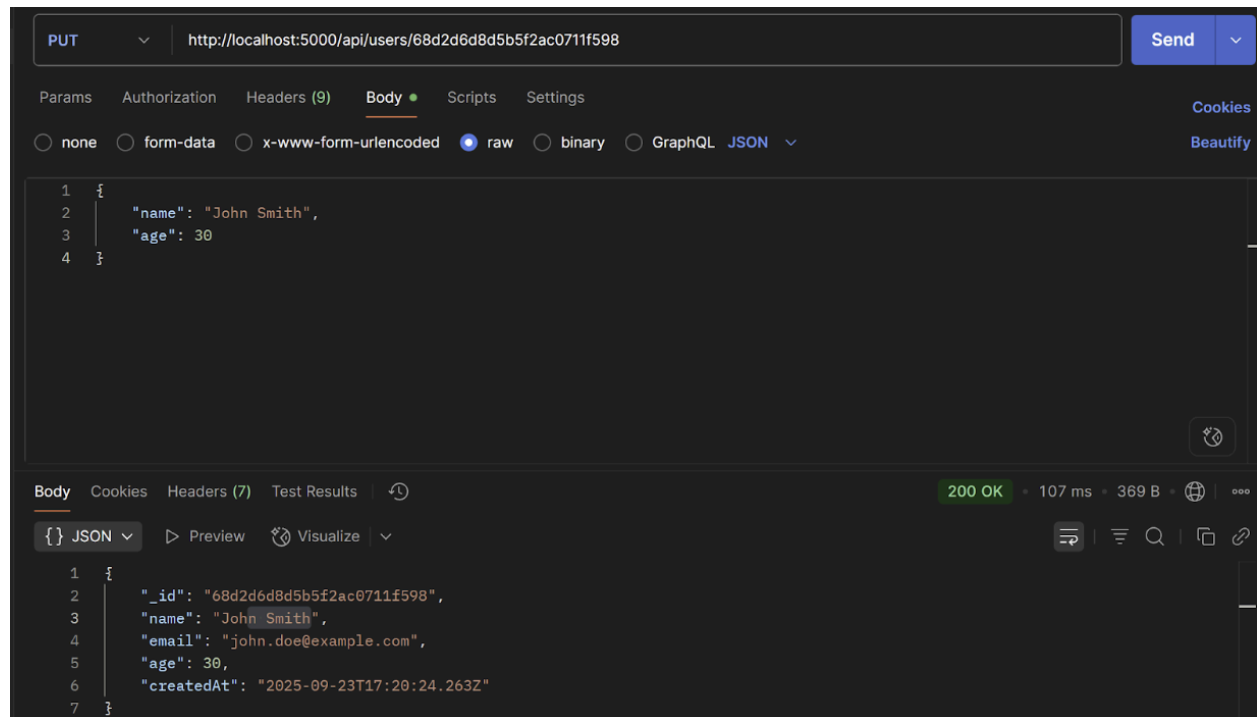 PUT http://localhost:5000/api/users/68d2d6d8d5b5f2ac0711f598 Send
Params Authorization Headers (9) Body Scripts Settings Cookies
none form-data x-www-form-urlencoded raw binary GraphQL JSON Beautify
1 {
2 "name": "John Smith",
3 "age": 30
4 }
Body Cookies Headers (7) Test Results 200 OK 107 ms 369 B
{} JSON Preview Visualize
1 {
2 "_id": "68d2d6d8d5b5f2ac0711f598",
3 "name": "John Smith",
4 "email": "john.doe@example.com",
5 "age": 30,
6 "createdAt": "2025-09-23T17:20:24.263Z"
7 }